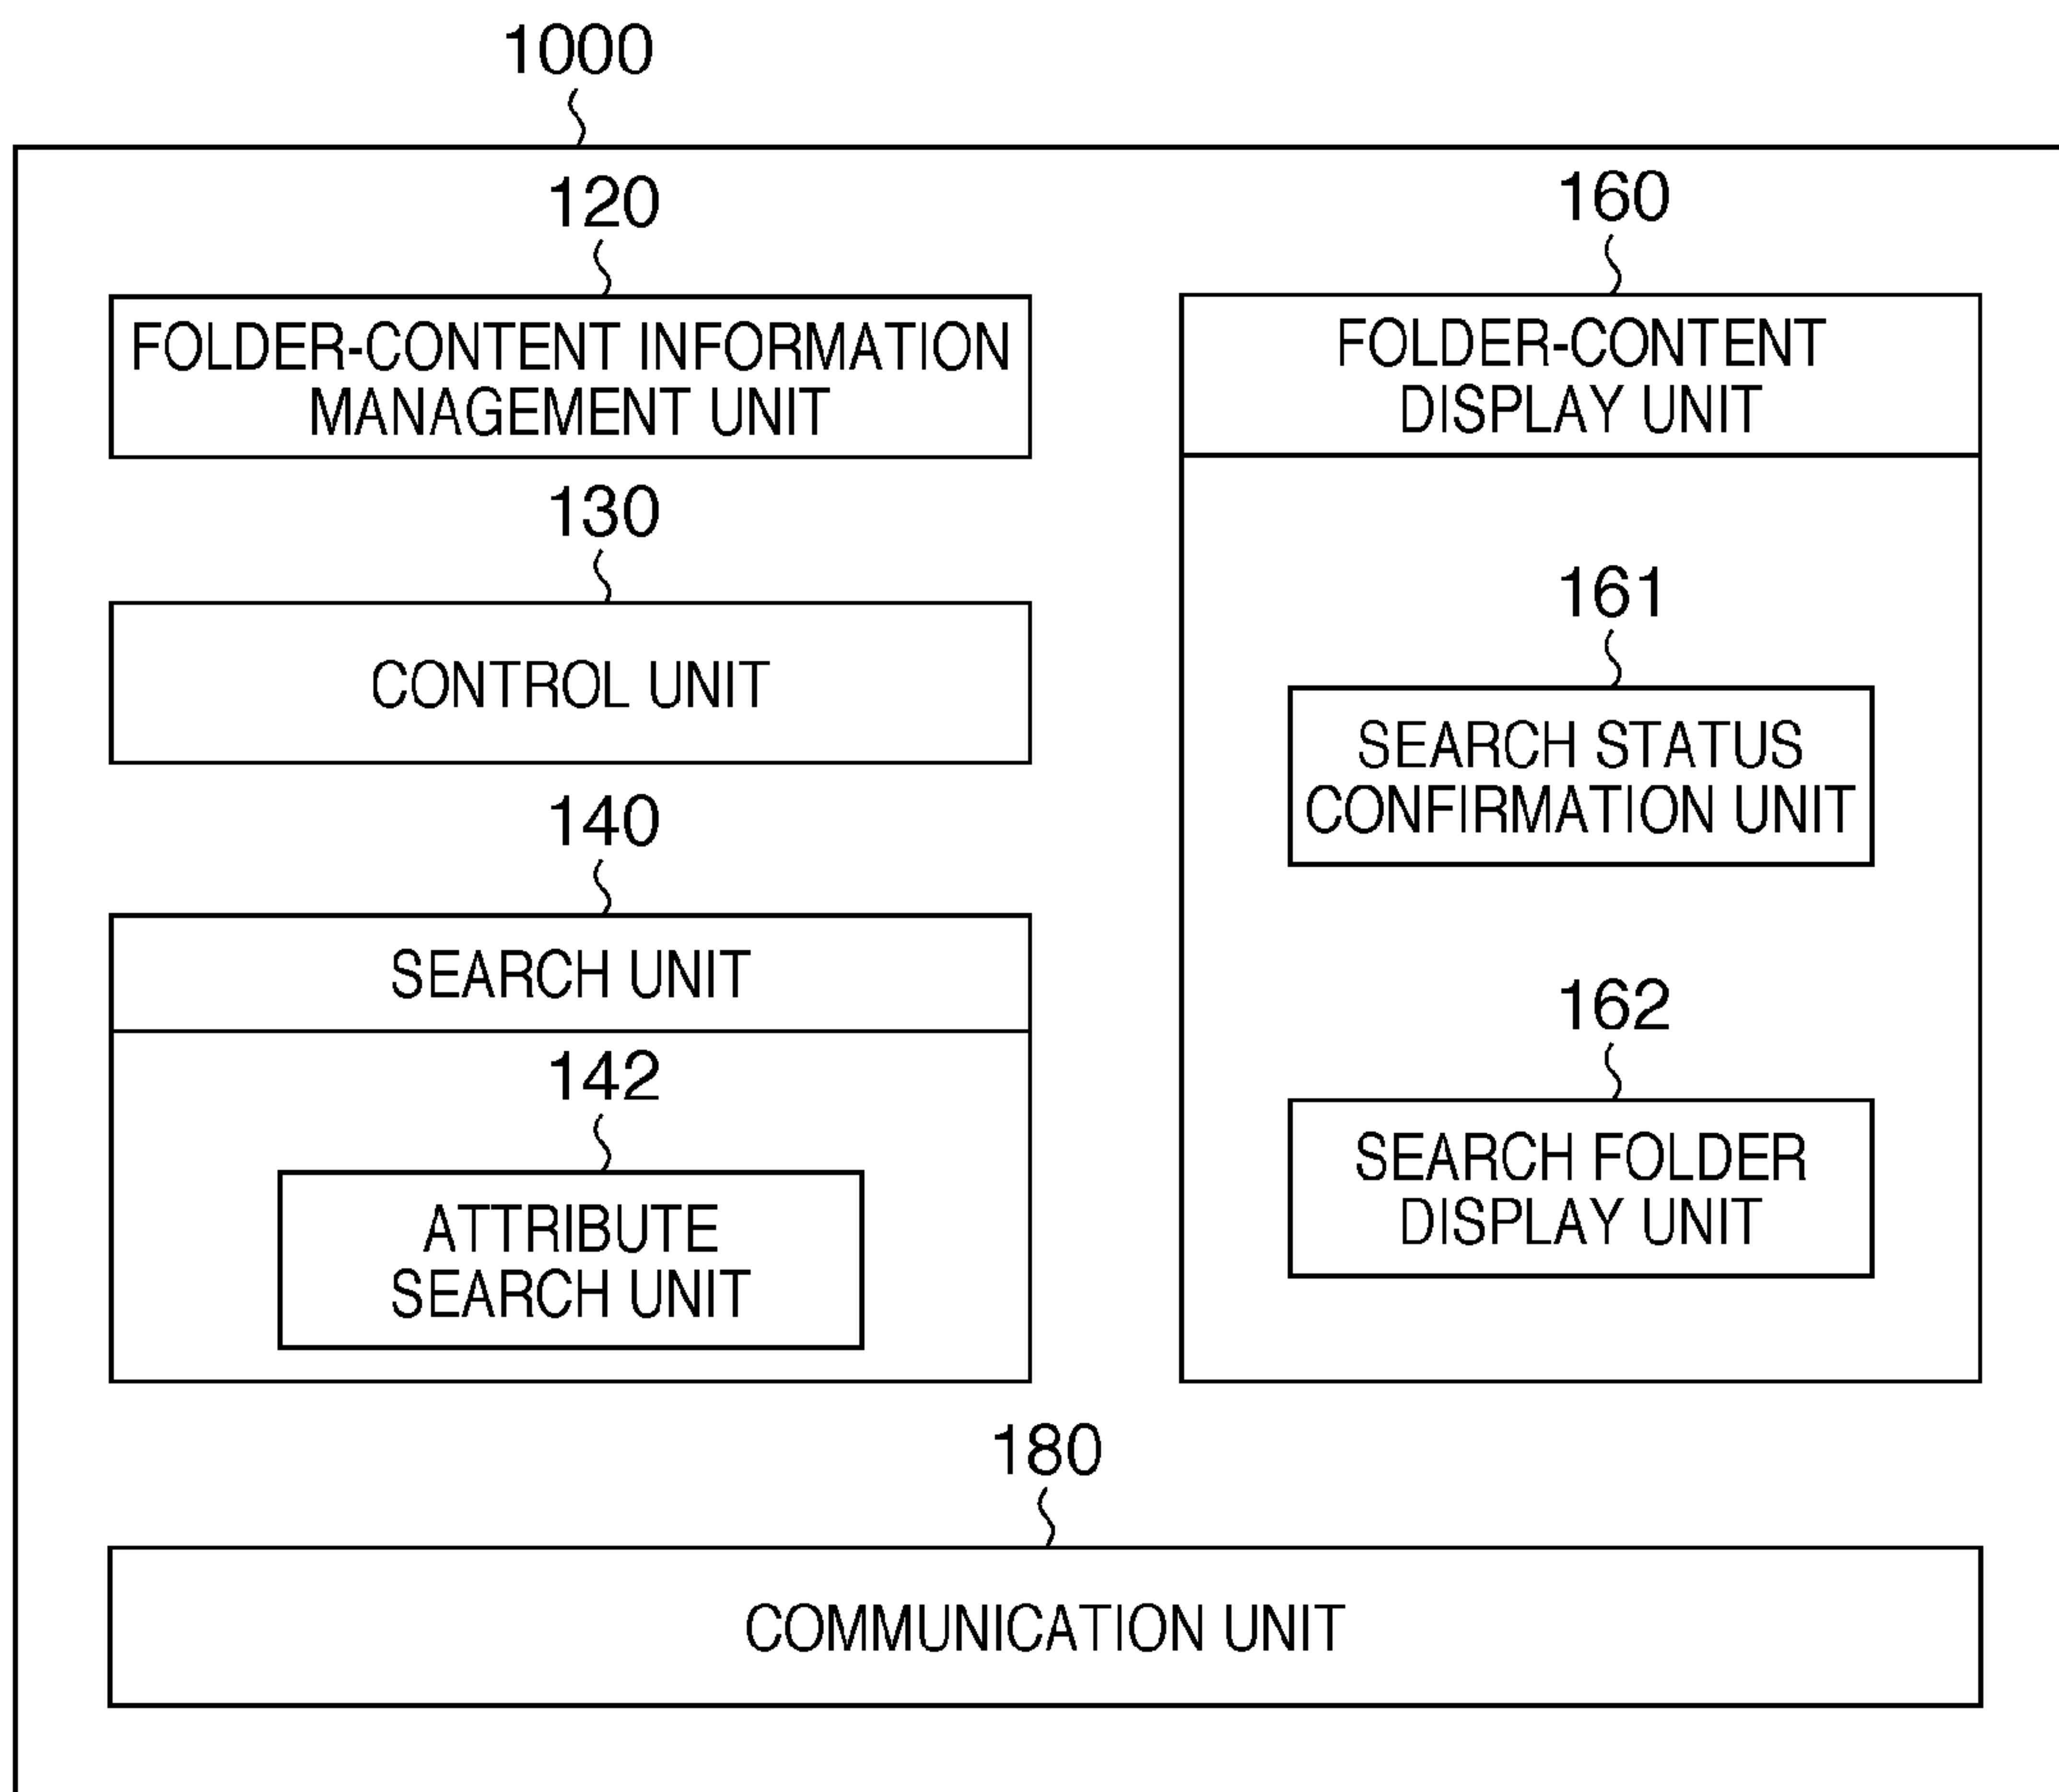 1000
120
FOLDER-CONTENT INFORMATION
MANAGEMENT UNIT
130
CONTROL UNIT
140
SEARCH UNIT
142
ATTRIBUTE
SEARCH UNIT
160
FOLDER-CONTENT
DISPLAY UNIT
161
SEARCH STATUS
CONFIRMATION UNIT
162
SEARCH FOLDER
DISPLAY UNIT
180
COMMUNICATION UNIT